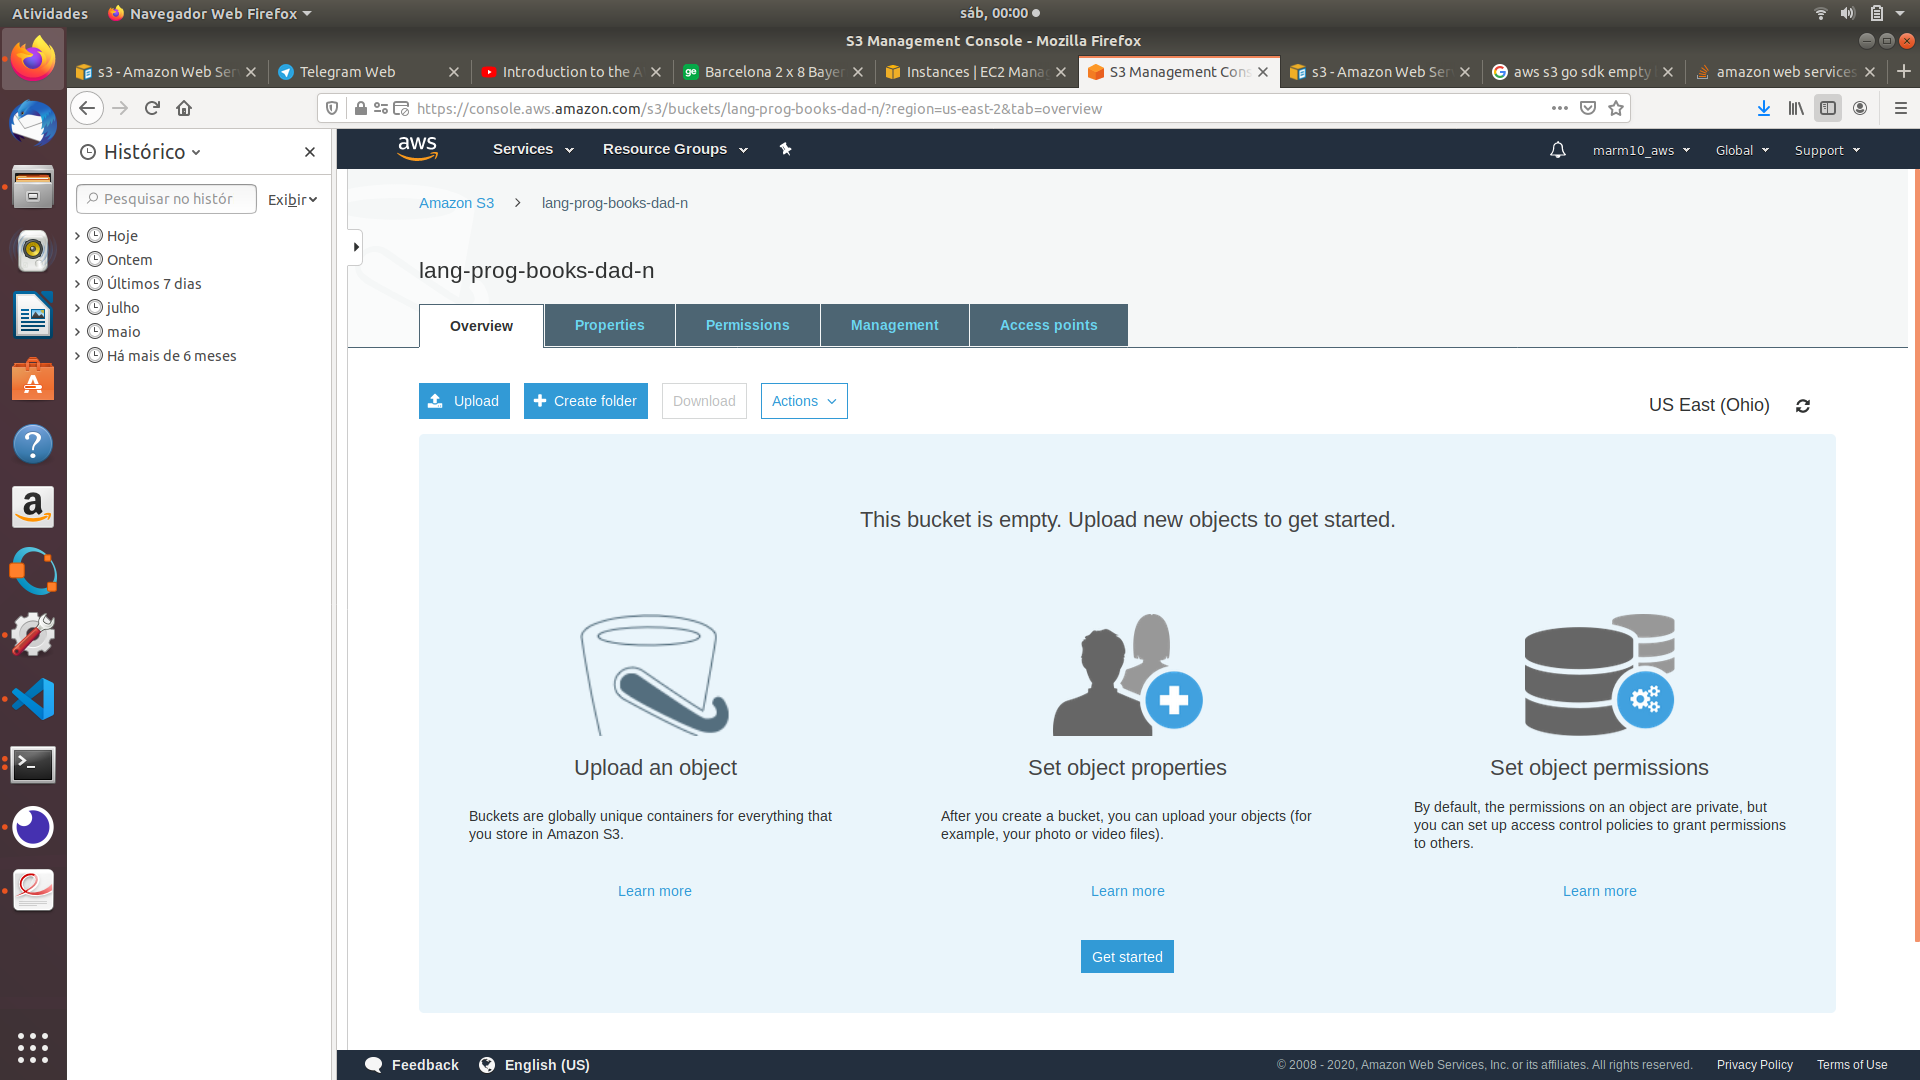 Atividades
Navegador Web Firefox
sáb, 00:00
S3 Management Console - Mozilla Firefox
s3 - Amazon Web Ser
Telegram Web
Introduction to the A
Barcelona 2 x 8 Bayer
Instances | EC2 Manag
S3 Management Cons
s3 - Amazon Web Ser
aws s3 go sdk empty
amazon web services
https://console.aws.amazon.com/s3/buckets/lang-prog-books-dad-n/?region=us-east-2&tab=overview
Histórico
Pesquisar no histór
Exibir
Hoje
Ontem
Últimos 7 dias
julho
maio
Há mais de 6 meses
aws
Services
Resource Groups
marm10_aws
Global
Support
Amazon S3
lang-prog-books-dad-n
lang-prog-books-dad-n
Overview
Properties
Permissions
Management
Access points
Upload
Create folder
Download
Actions
US East (Ohio)
This bucket is empty. Upload new objects to get started.
Upload an object
Buckets are globally unique containers for everything that
you store in Amazon S3.
Learn more
Set object properties
After you create a bucket, you can upload your objects (for
example, your photo or video files).
Learn more
Set object permissions
By default, the permissions on an object are private, but
you can set up access control policies to grant permissions
to others.
Learn more
Get started
Feedback
English (US)
© 2008 - 2020, Amazon Web Services, Inc. or its affiliates. All rights reserved.
Privacy Policy
Terms of Use